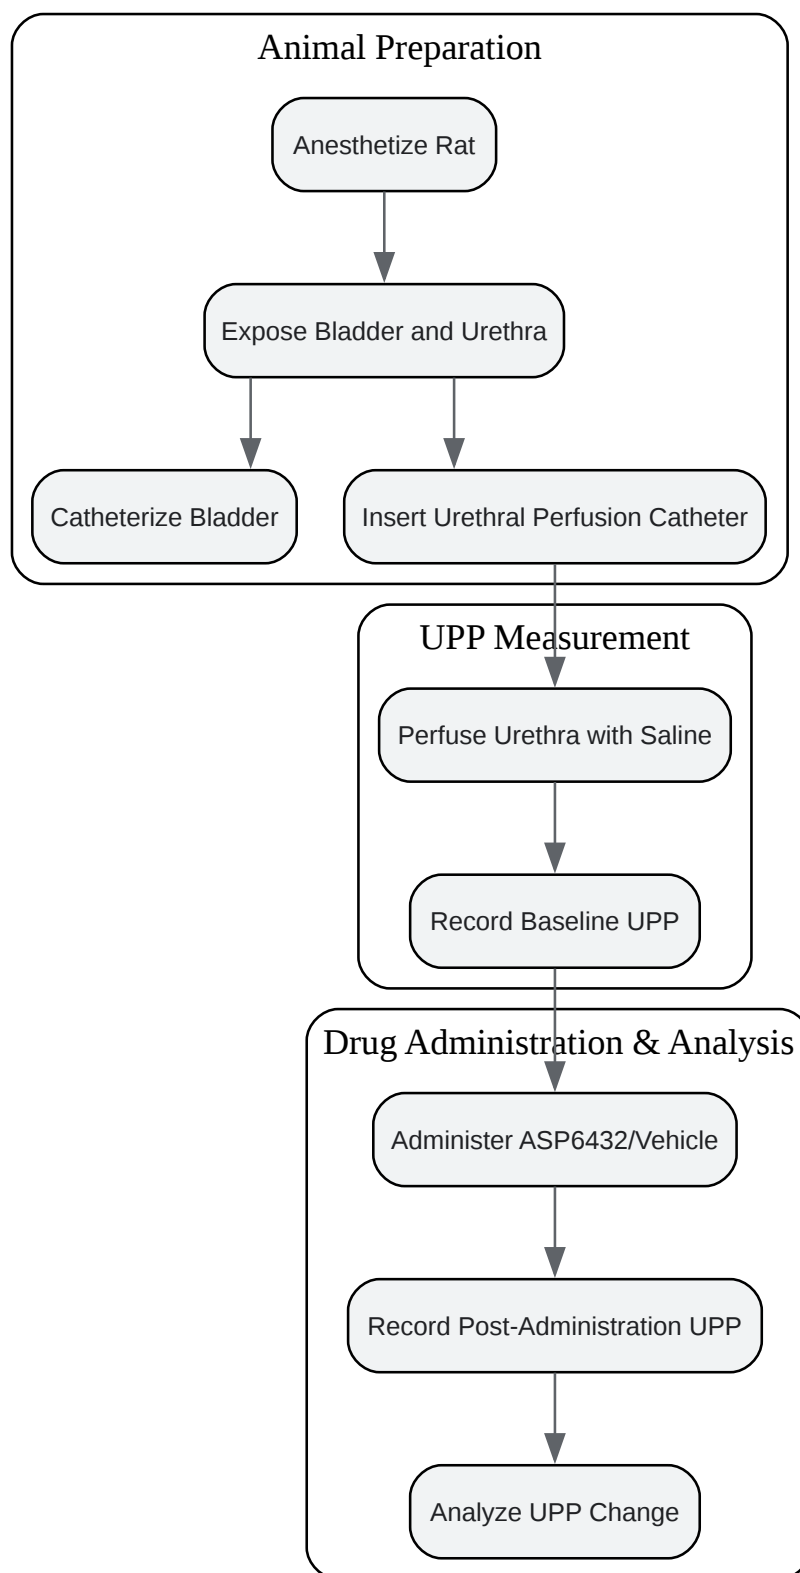 Animal Preparation
Anesthetize Rat
Expose Bladder and Urethra
Catheterize Bladder
Insert Urethral Perfusion Catheter
UPP Measurement
Perfuse Urethra with Saline
Record Baseline UPP
Drug Administration & Analysis
Administer ASP6432/Vehicle
Record Post-Administration UPP
Analyze UPP Change